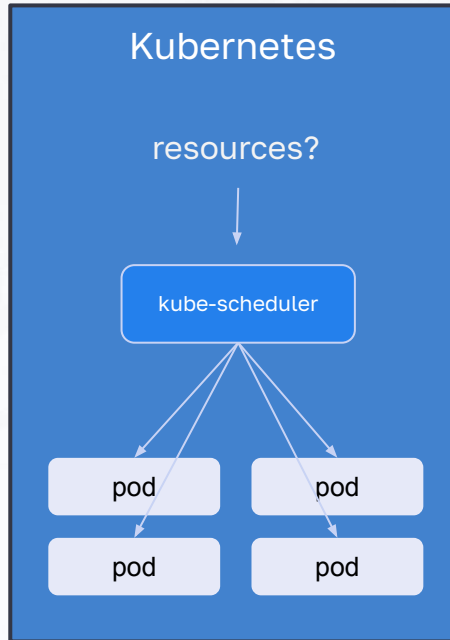 Kubernetes
resources?
kube-scheduler
pod
pod
pod
pod